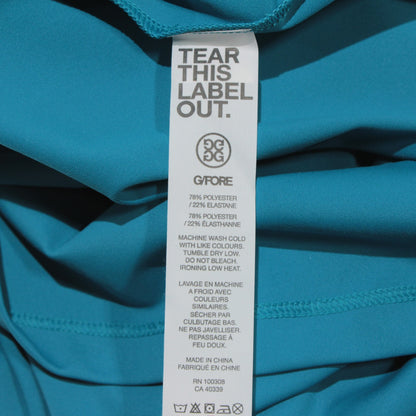 TEAR
THIS
LABEL
OUT.
G/FORE
78% POLYESTER
/ 22% ELASTANE
78% POLYESTER
/ 22% ÉLASTHANNE
MACHINE WASH COLD
WITH LIKE COLOURS.
TUMBLE DRY LOW.
DO NOT BLEACH.
IRONING LOW HEAT.
LAVAGE EN MACHINE
A FROID AVEC
COULEURS
SIMILAIRES.
SÉCHER PAR
CULBUTAGE BAS.
NE PAS JAVELLISER.
REPASSAGE À
FEU DOUX.
MADE IN CHINA
FABRIQUÉ EN CHINE
RN 100308
CA 40339